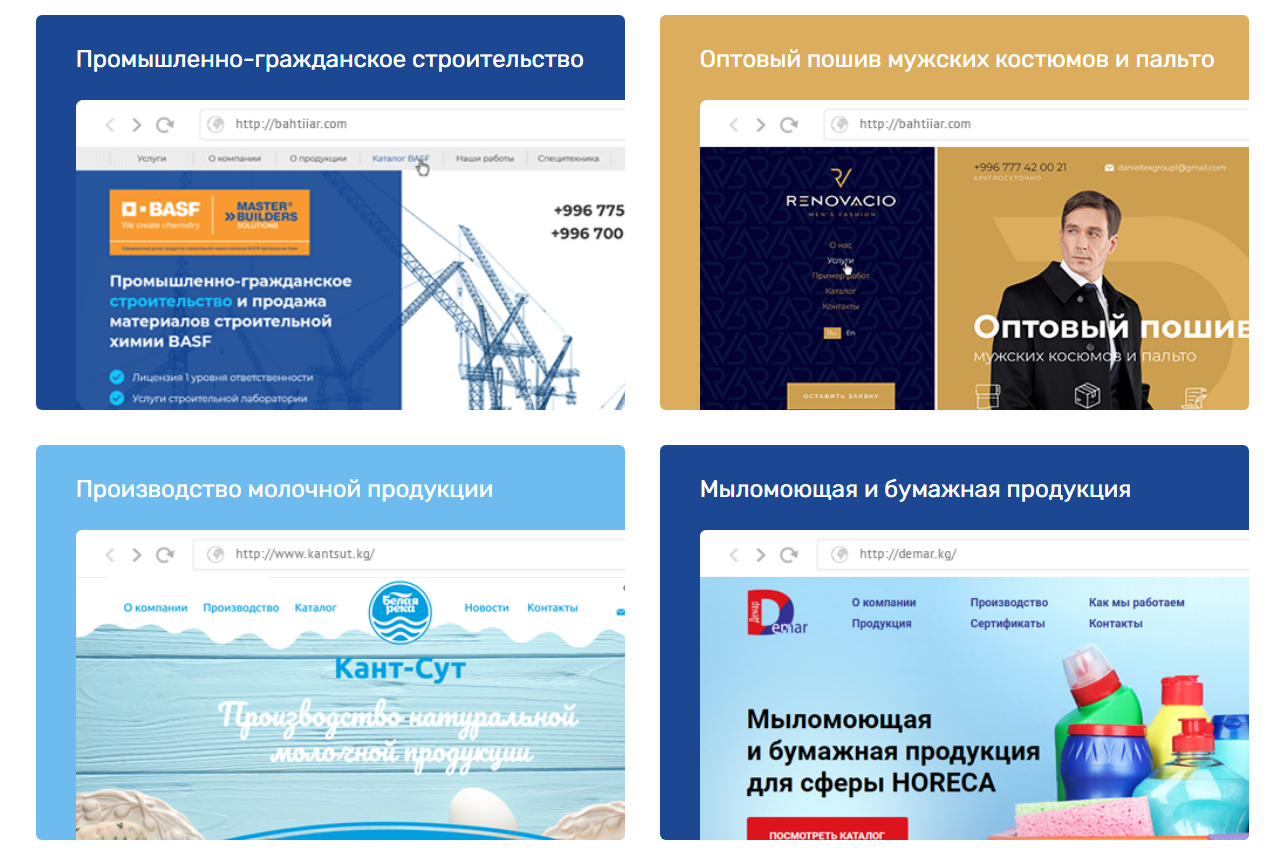 Промышленно-гражданское строительство
http://bahtiiar.com
Услуги О компании О продукции Каталог BASF Наши работы Специтехника
BASF
We create chemistry
MASTER®
BUILDERS
SOLUTIONS
+996 775
+996 700
Промышленно-гражданское
строительство и продажа
материалов строительной
химии BASF
Лицензия 1 уровня ответственности
Услуги строительной лаборатории
Оптовый пошив мужских костюмов и пальто
http://bahtiiar.com
RENOVACIO
MEN'S FASHION
О нас
Услуги
Пример работ
Каталог
Контакты
Ru En
ОСТАВИТЬ ЗАЯВКУ
+996 777 42 00 21
КРУГЛОСУТОЧНО
danieltexgroup1@gmail.com
Оптовый пошив
мужских косюмов и пальто
Производство молочной продукции
http://www.kantsut.kg/
О компании Производство Каталог
Белая
река
Новости Контакты
Кант-Сут
Производство натуральной
молочной продукции
Мыломоющая и бумажная продукция
http://demar.kg/
Демар
Demar
О компании Производство Как мы работаем
Продукция Сертификаты Контакты
Мыломоющая
и бумажная продукция
для сферы HORECA
ПОСМОТРЕТЬ КАТАЛОГ